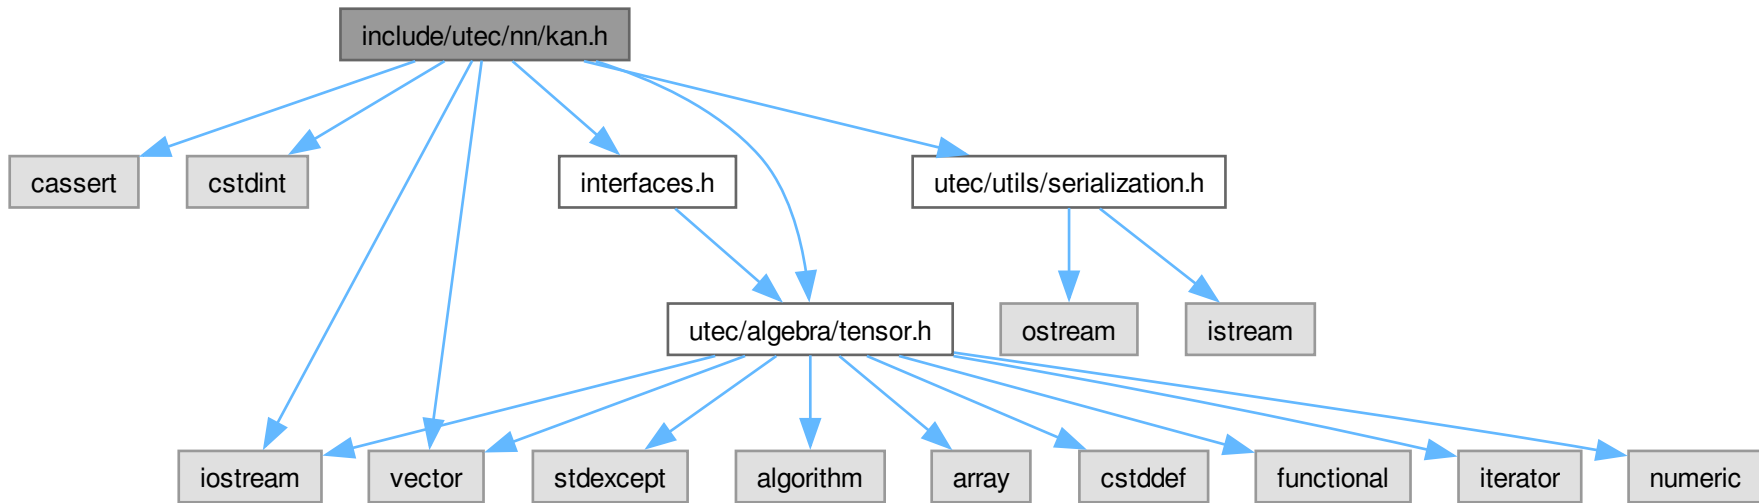 include/utec/nn/kan.h
cassert
cstdint
interfaces.h
utec/utils/serialization.h
utec/algebra/tensor.h
ostream
istream
iostream
vector
stdexcept
algorithm
array
cstddef
functional
iterator
numeric